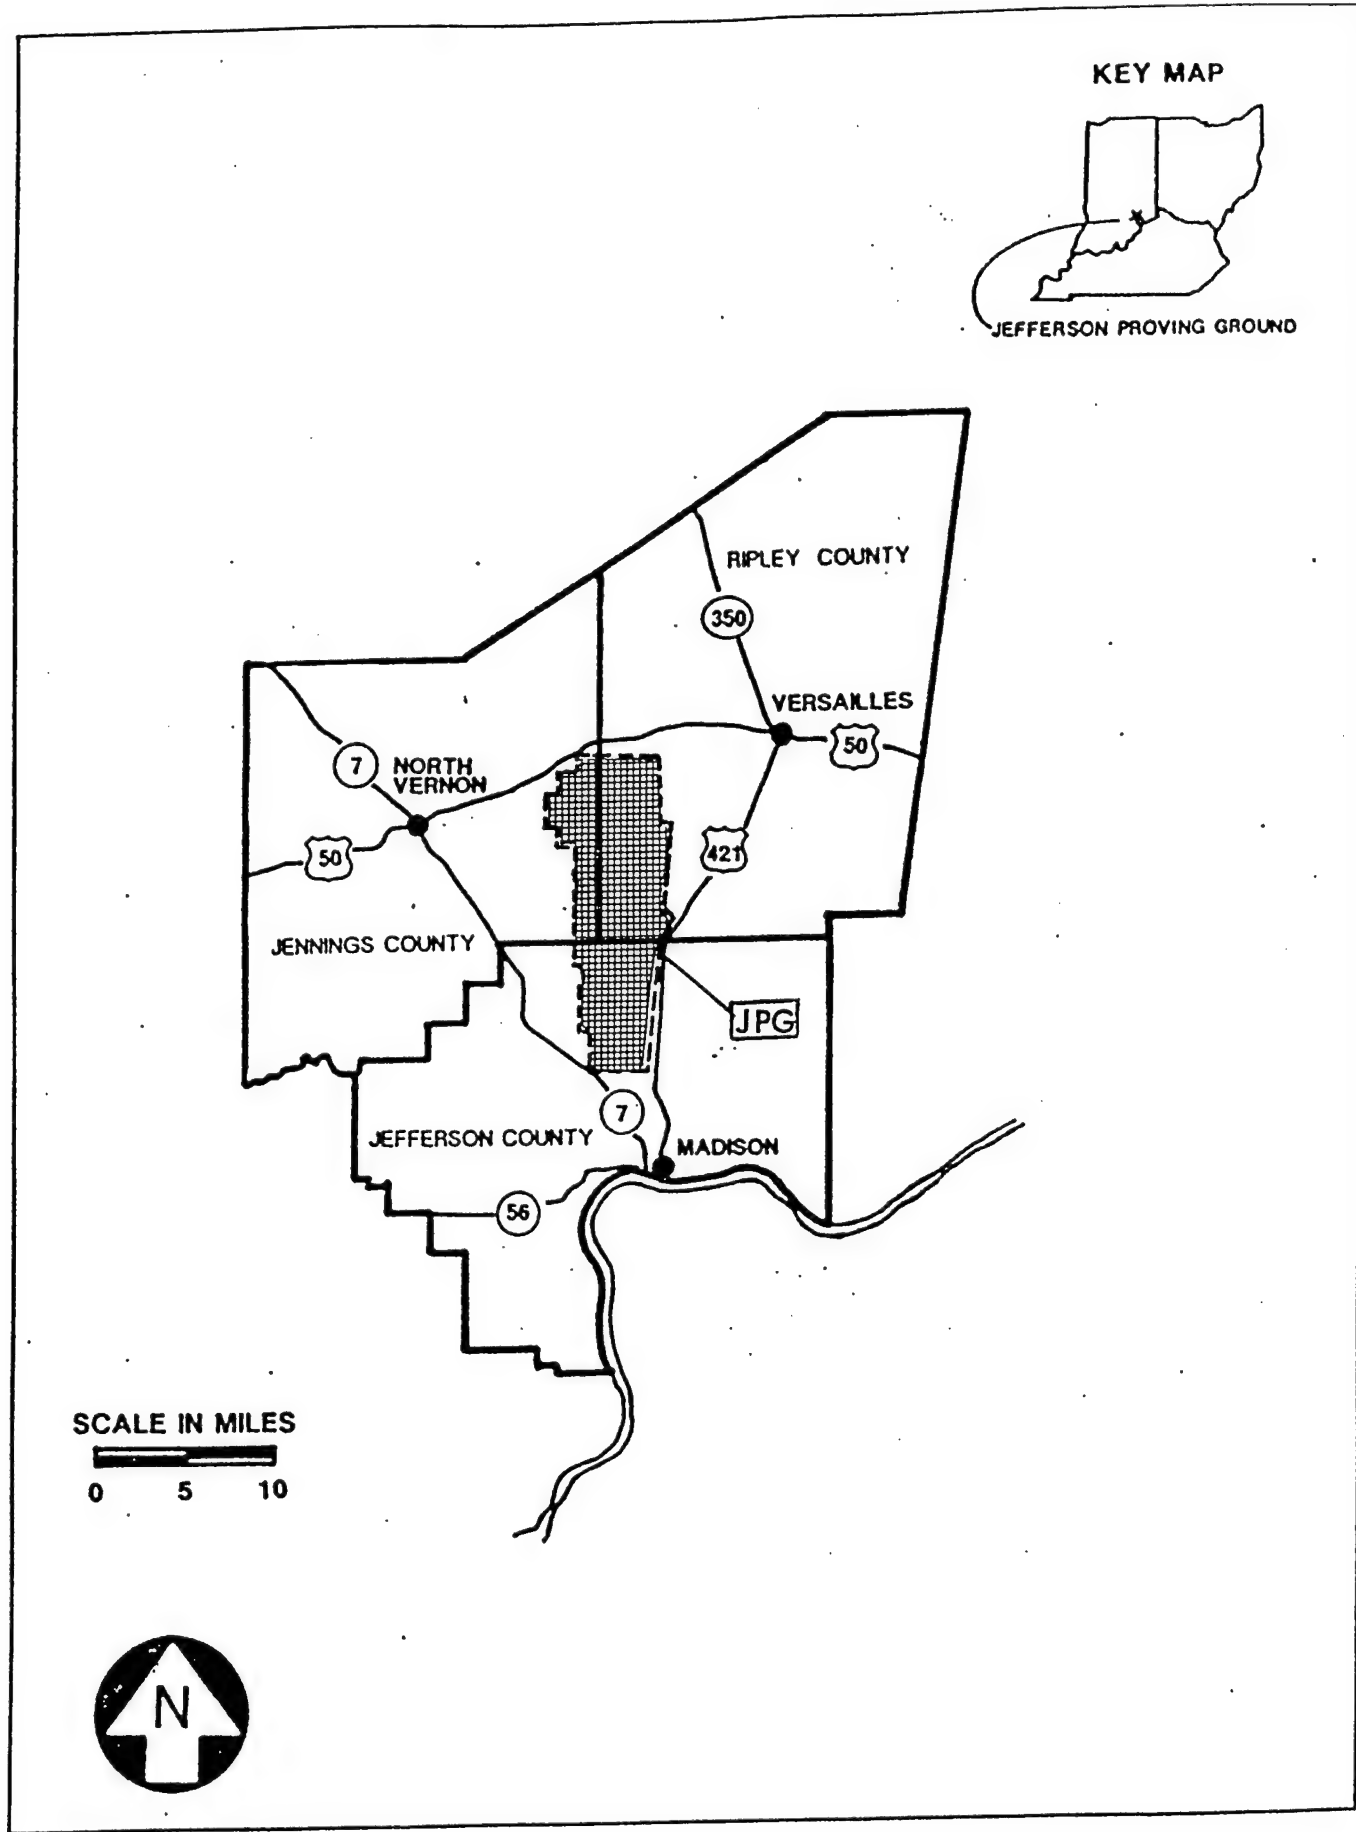 KEY MAP
JEFFERSON PROVING GROUND
RIPLEY COUNTY
350
VERSAILLES
50
7
NORTH
VERNON
50
421
JENNINGS COUNTY
JPG
7
JEFFERSON COUNTY
MADISON
56
SCALE IN MILES
0 5 10
N